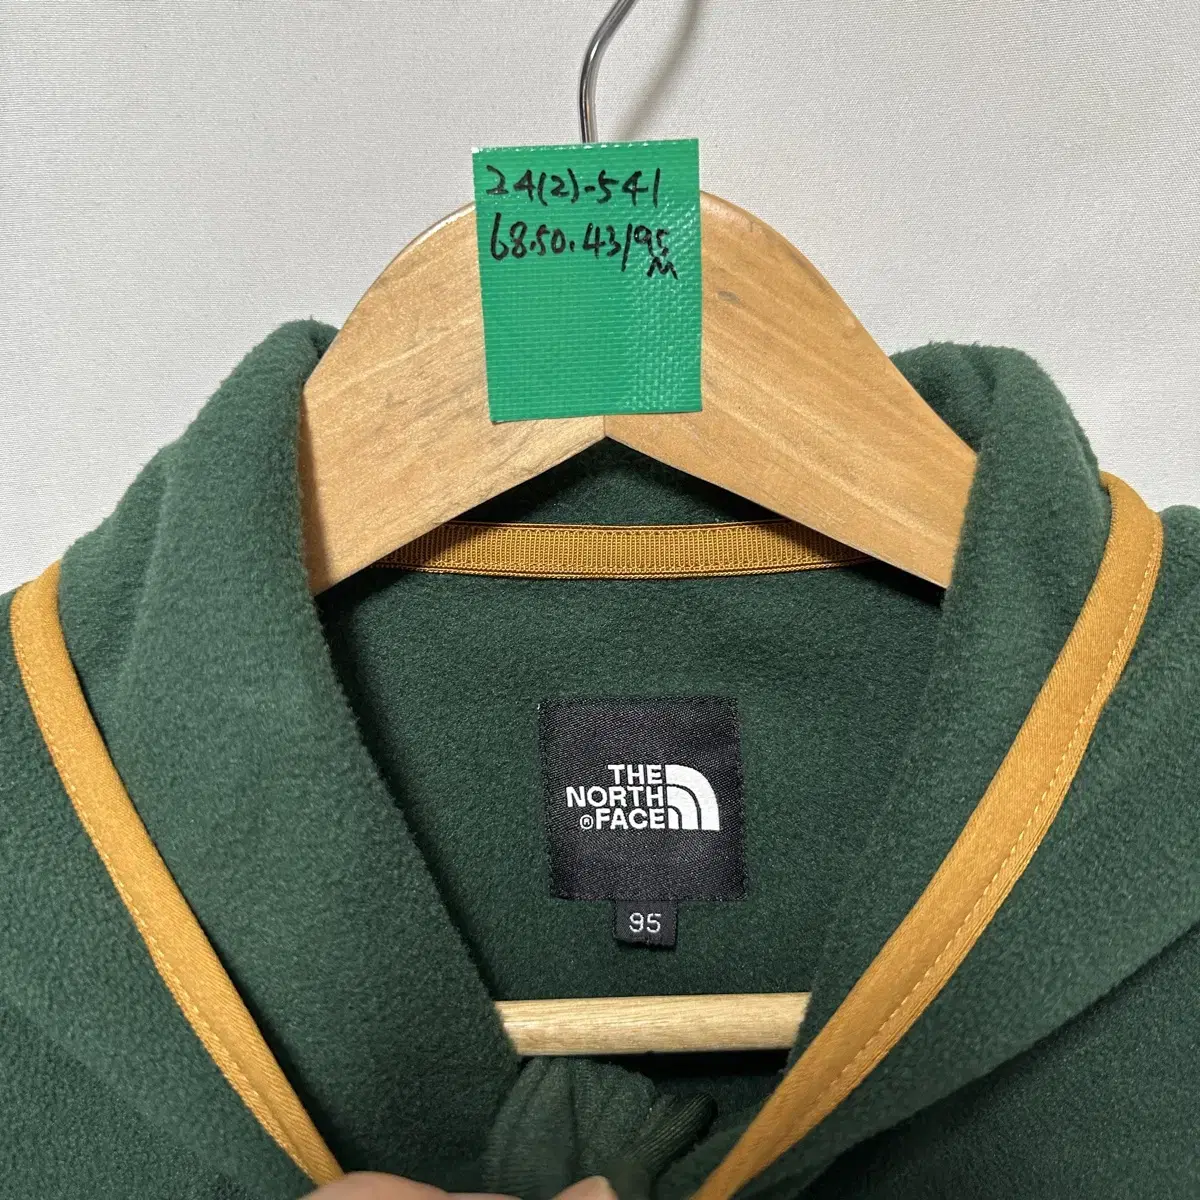 24(2)-541
68.50.43/95
M
THE
NORTH
®FACE
95